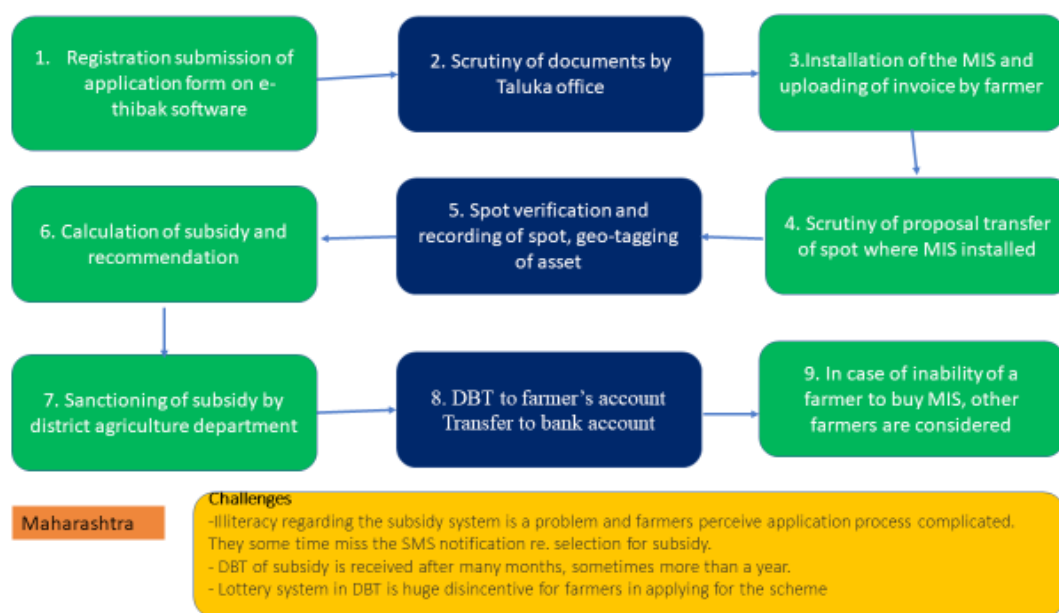 1. Registration submission of
application form on e-
thibak software
2. Scrutiny of documents by
Taluka office
3.Installation of the MIS and
uploading of invoice by farmer
4. Scrutiny of proposal transfer
of spot where MIS installed
5. Spot verification and
recording of spot, geo-tagging
of asset
6. Calculation of subsidy and
recommendation
7. Sanctioning of subsidy by
district agriculture department
8. DBT to farmer's account
Transfer to bank account
9. In case of inability of a
farmer to buy MIS, other
farmers are considered
Maharashtra
Challenges
-Illiteracy regarding the subsidy system is a problem and farmers perceive application process complicated.
They some time miss the SMS notification re. selection for subsidy.
- DBT of subsidy is received after many months, sometimes more than a year.
- Lottery system in DBT is huge disincentive for farmers in applying for the scheme